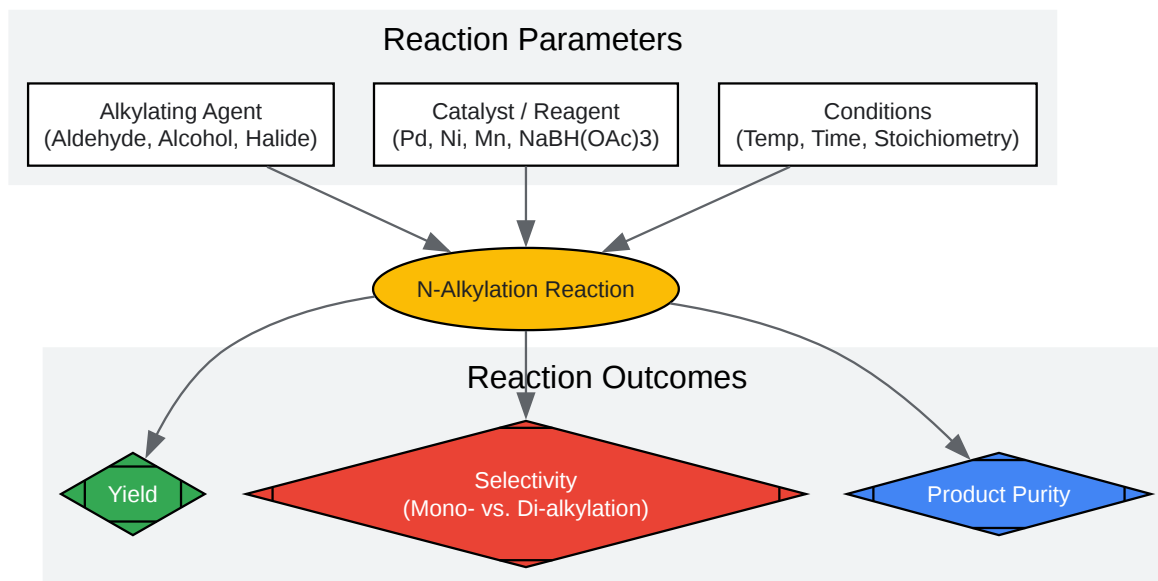 Reaction Parameters
Alkylating Agent
(Aldehyde, Alcohol, Halide)
Catalyst / Reagent
(Pd, Ni, Mn, NaBH(OAc)3)
Conditions
(Temp, Time, Stoichiometry)
N-Alkylation Reaction
Reaction Outcomes
Yield
Selectivity
(Mono- vs. Di-alkylation)
Product Purity